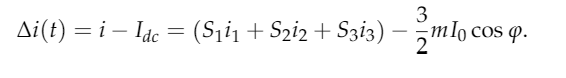 Δi(t) = i − I_{dc} = (S_1i_1 + S_2i_2 + S_3i_3) − \frac{3}{2}mI_0 cos φ.